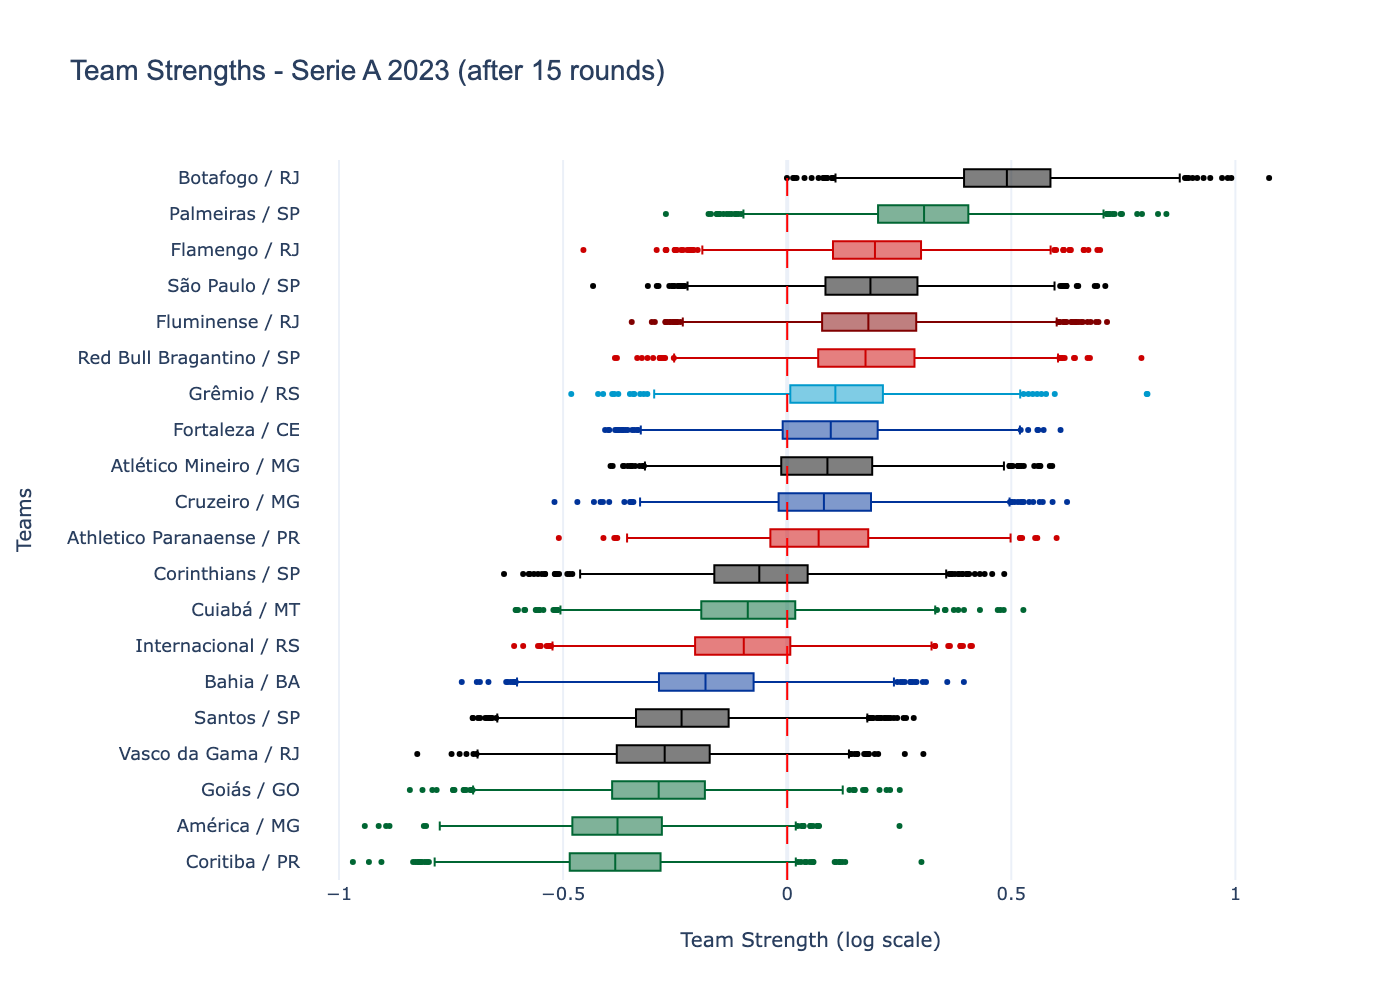 Team Strengths - Serie A 2023 (after 15 rounds)
Botafogo / RJ
Palmeiras / SP
Flamengo / RJ
São Paulo / SP
Fluminense / RJ
Red Bull Bragantino / SP
Grêmio / RS
Fortaleza / CE
Atlético Mineiro / MG
Cruzeiro / MG
Athletico Paranaense / PR
Corinthians / SP
Cuiabá / MT
Internacional / RS
Bahia / BA
Santos / SP
Vasco da Gama / RJ
Goiás / GO
América / MG
Coritiba / PR
Teams
−1 −0.5 0 0.5 1
Team Strength (log scale)